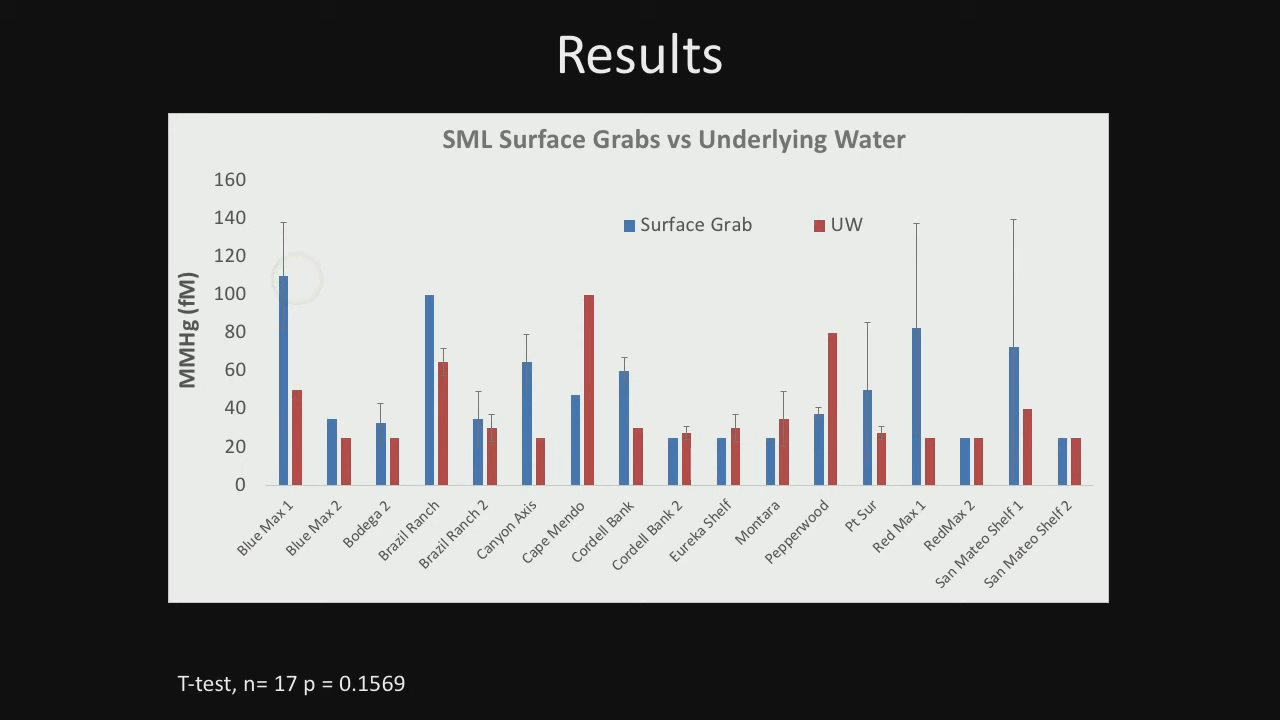 Results
SML Surface Grabs vs Underlying Water
160
140
120
100
80
60
40
20
0
MMHg (fM)
Surface Grab
UW
Blue Max 1
Blue Max 2
Bodega 2
Brazil Ranch
Brazil Ranch 2
Canyon Axis
Cape Mendo
Cordell Bank
Cordell Bank 2
Eureka Shelf
Montara
Pepperwood
Pt Sur
Red Max 1
RedMax 2
San Mateo Shelf 1
San Mateo Shelf 2
T-test, n= 17 p = 0.1569